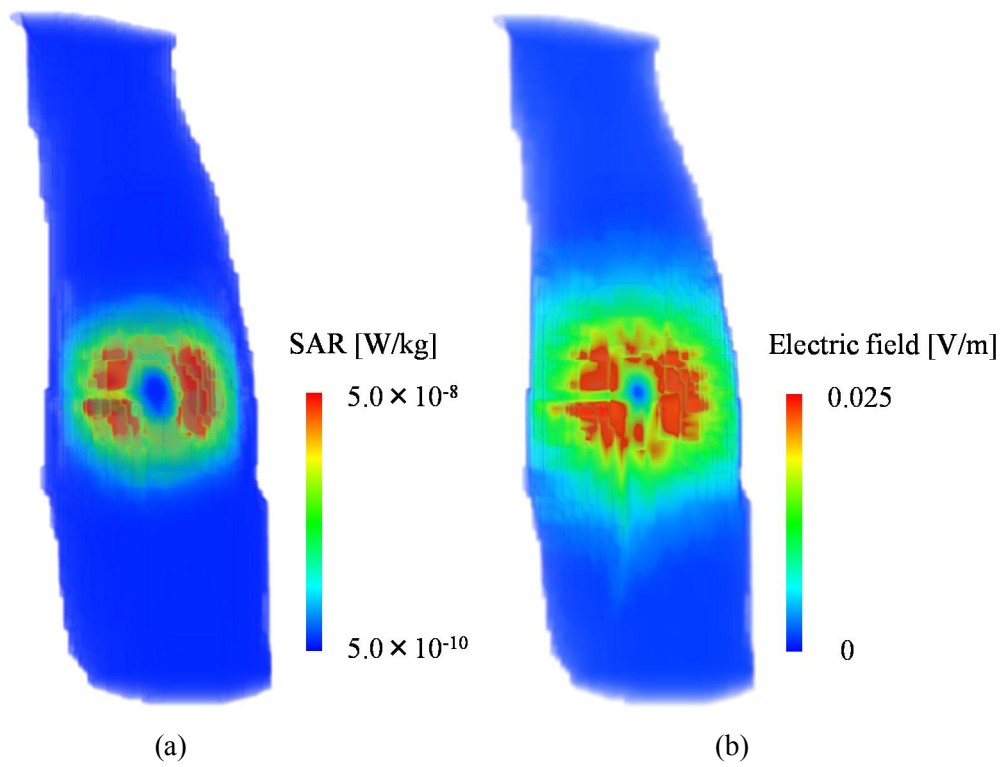 SAR [W/kg]
5.0 × 10⁻⁸
5.0 × 10⁻¹⁰
(a)
Electric field [V/m]
0.025
0
(b)